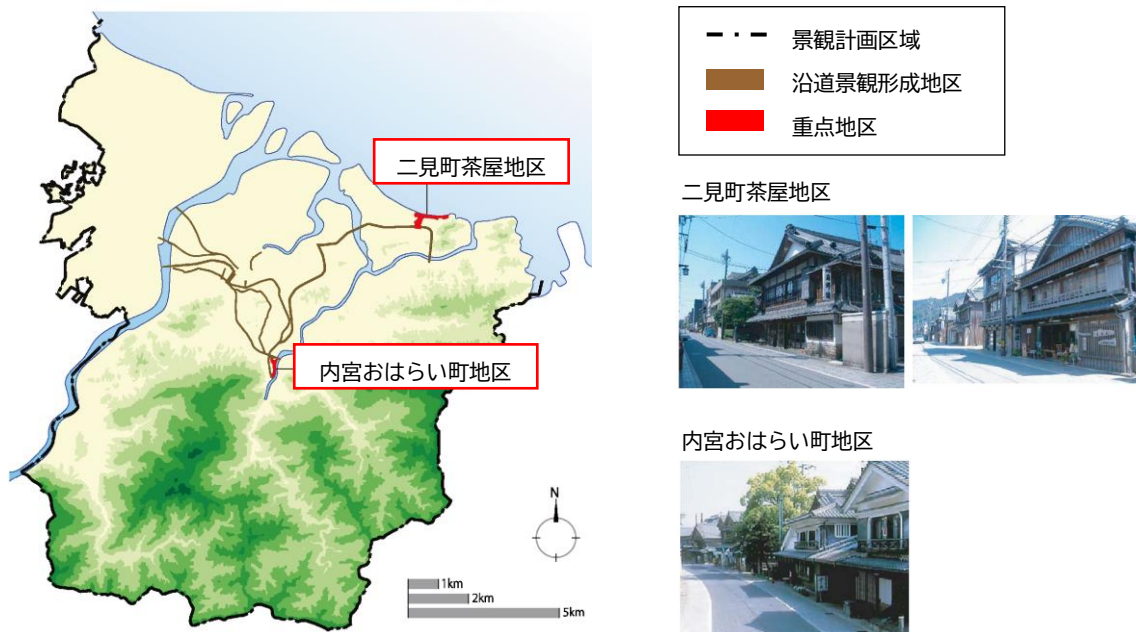 景観計画区域
沿道景観形成地区
重点地区
二見町茶屋地区
内宮おはらい町地区
N
1km
2km
5km
二見町茶屋地区
内宮おはらい町地区